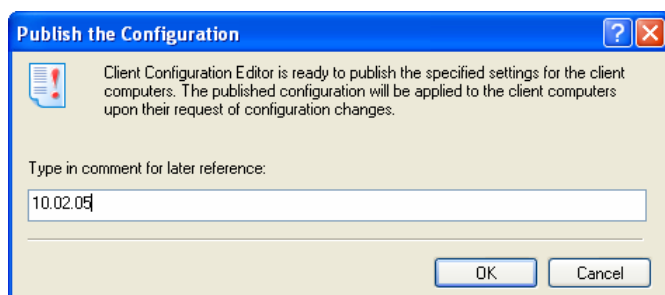 Publish the Configuration
Client Configuration Editor is ready to publish the specified settings for the client
computers. The published configuration will be applied to the client computers
upon their request of configuration changes.
Type in comment for later reference:
10.02.05
OK Cancel